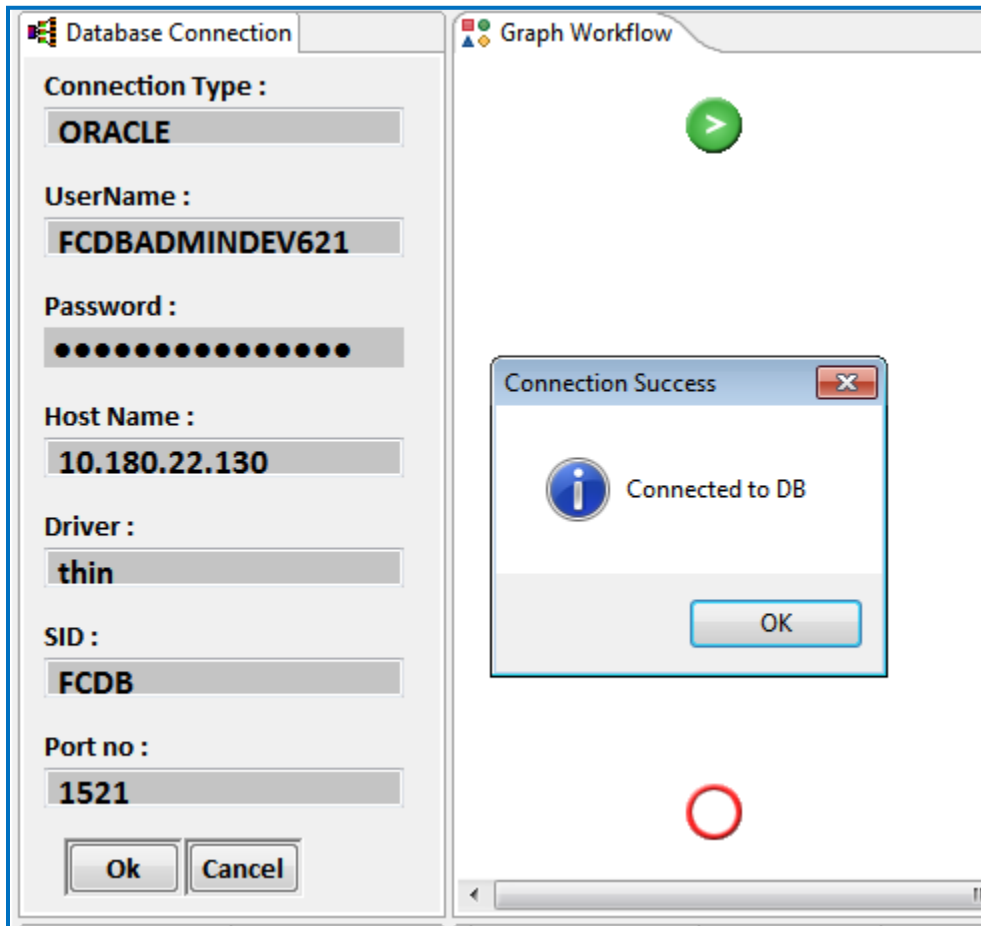 Database Connection
Connection Type :
ORACLE
UserName :
FCDBADMINDEV621
Password :
●●●●●●●●●●●●●●●
Host Name :
10.180.22.130
Driver :
thin
SID :
FCDB
Port no :
1521
Ok Cancel
Graph Workflow
Connection Success
Connected to DB
OK